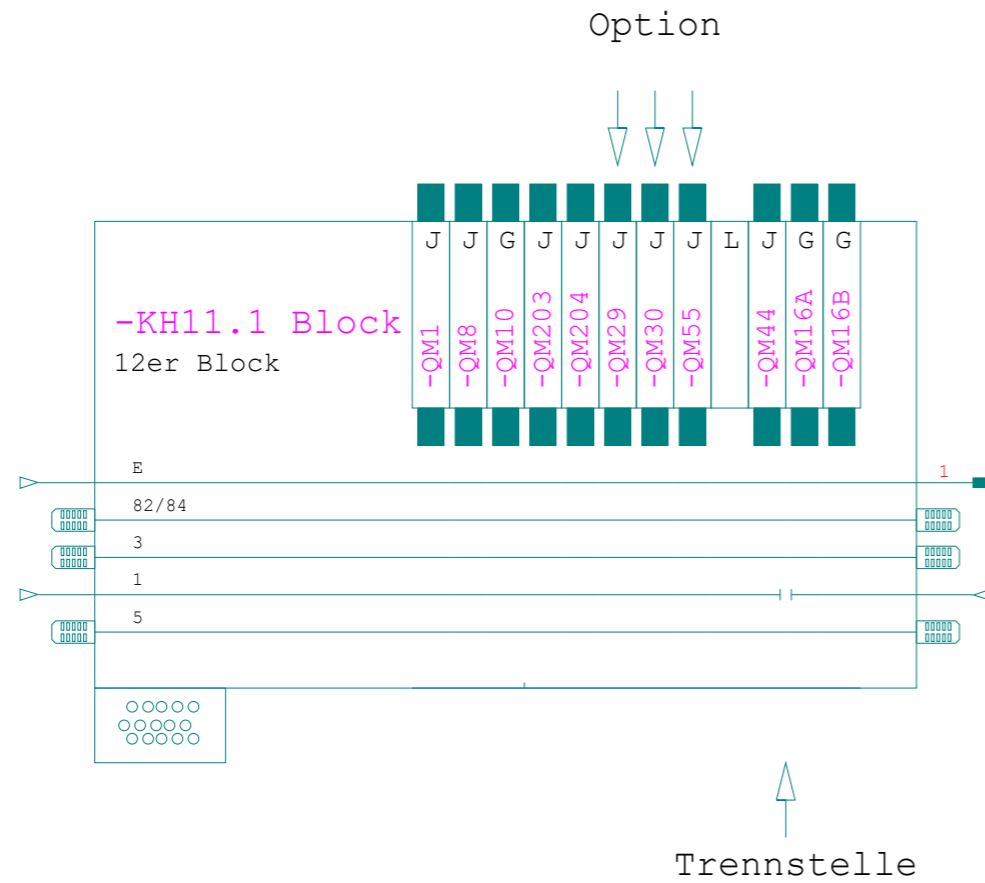 Option
J J G J J J J J L J G G
-QM1 -QM8 -QM10 -QM203 -QM204 -QM29 -QM30 -QM55 -QM44 -QM16A -QM16B
-KH11.1 Block
12er Block
E 1
82/84
3
1
5
Trennstelle